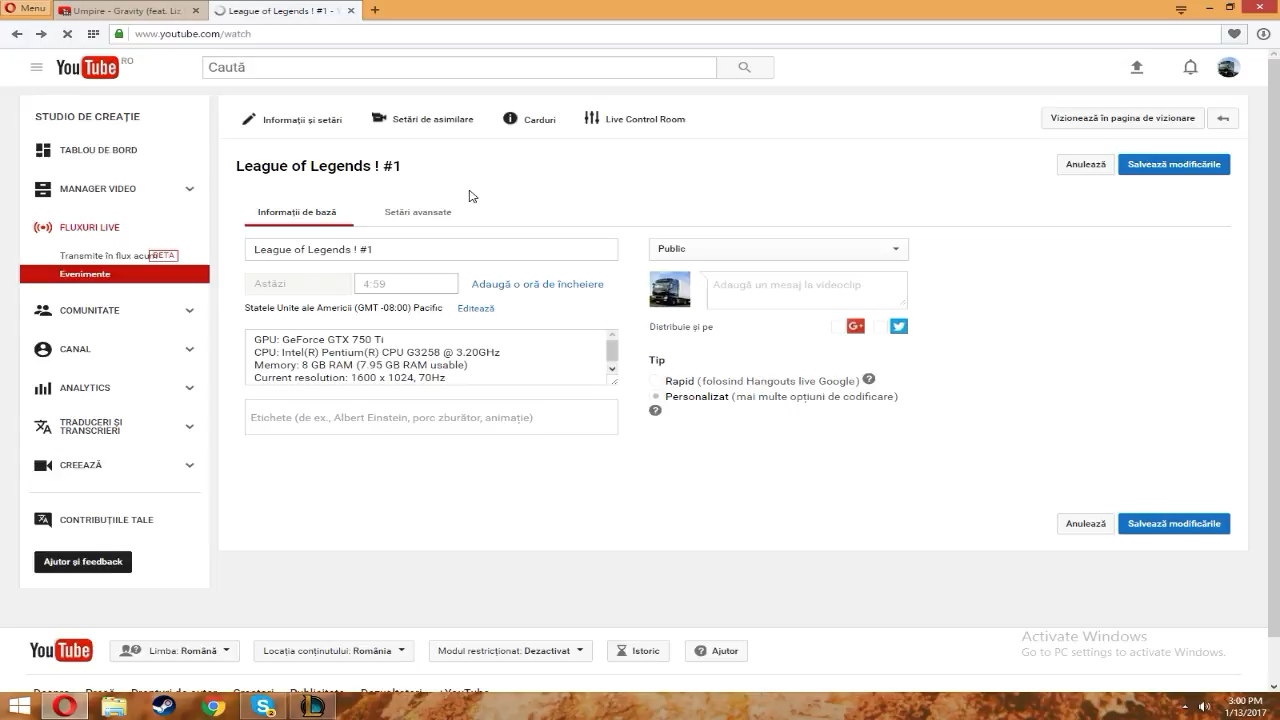 Menu
Umpire - Gravity (feat. Liz
League of Legends ! #1 - Y
www.youtube.com/watch
YouTube RO
Caută
STUDIO DE CREAȚIE
TABLOU DE BORD
MANAGER VIDEO
FLUXURI LIVE
Transmite în flux acum BETA
Evenimente
COMUNITATE
CANAL
ANALYTICS
TRADUCERI ȘI
TRANSCRIERI
CREEAZĂ
CONTRIBUȚIILE TALE
Ajutor și feedback
Informații și setări
Setări de asimilare
Carduri
Live Control Room
Vizionează în pagina de vizionare
League of Legends ! #1
Anulează
Salvează modificările
Informații de bază
Setări avansate
League of Legends ! #1
Astăzi
4:59
Adaugă o oră de încheiere
Statele Unite ale Americii (GMT -08:00) Pacific
Editează
GPU: GeForce GTX 750 Ti
CPU: Intel(R) Pentium(R) CPU G3258 @ 3.20GHz
Memory: 8 GB RAM (7.95 GB RAM usable)
Current resolution: 1600 x 1024, 70Hz
Etichete (de ex., Albert Einstein, porc zburător, animație)
Public
Adaugă un mesaj la videoclip
Distribuie și pe
G+
Tip
Rapid (folosind Hangouts live Google) ?
Personalizat (mai multe opțiuni de codificare)
?
Anulează
Salvează modificările
YouTube
Limba: Română
Locația conținutului: România
Modul restricționat: Dezactivat
Istoric
Ajutor
Activate Windows
Go to PC settings to activate Windows.
3:00 PM
1/13/2017